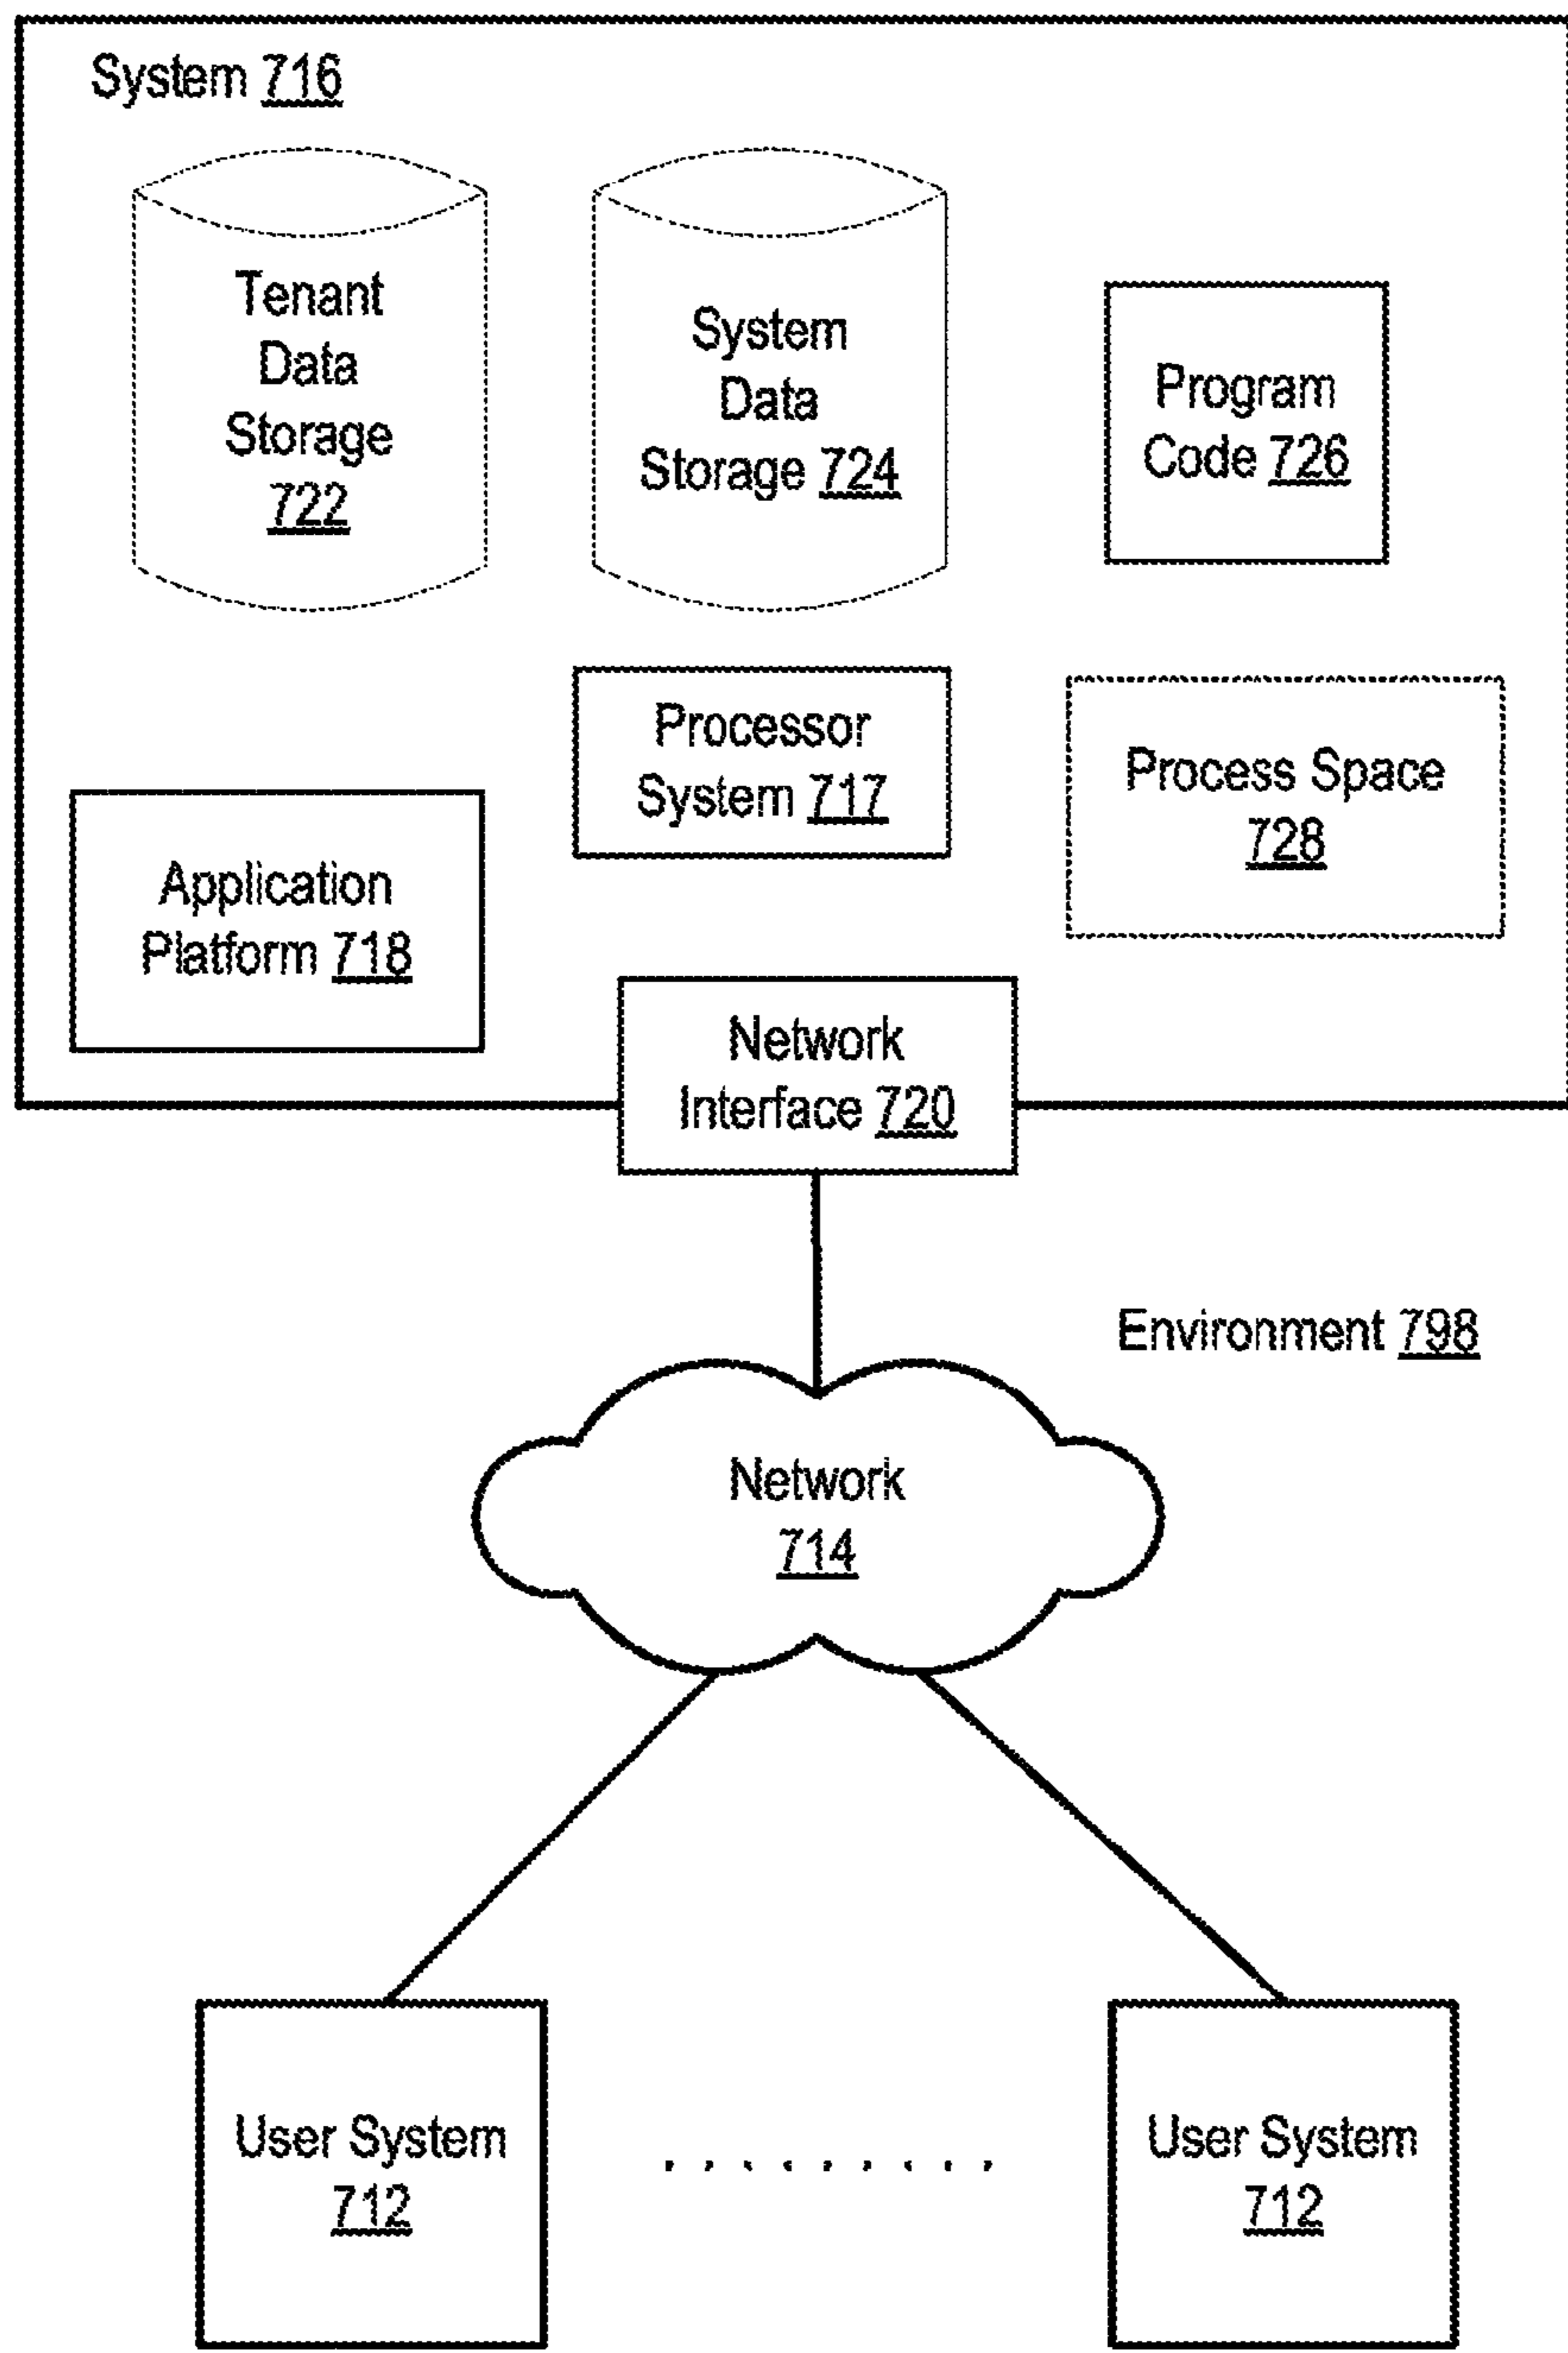 System 716
Tenant
Data
Storage
722
System
Data
Storage 724
Program
Code 726
Processor
System 717
Process Space
728
Application
Platform 718
Network
Interface 720
Environment 798
Network
714
User System
712
User System
712